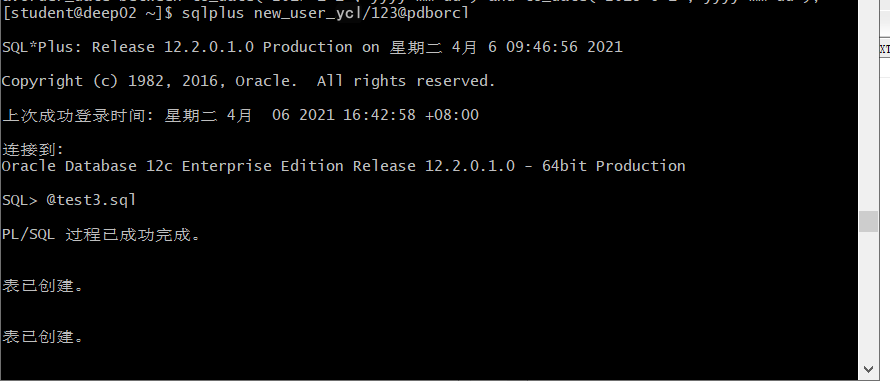 [student@deep02 ~]$ sqlplus new_user_ycl/123@pdborcl
SQL*Plus: Release 12.2.0.1.0 Production on 星期二 4月 6 09:46:56 2021
Copyright (c) 1982, 2016, Oracle.  All rights reserved.
上次成功登录时间: 星期二 4月  06 2021 16:42:58 +08:00
连接到:
Oracle Database 12c Enterprise Edition Release 12.2.0.1.0 - 64bit Production
SQL> @test3.sql
PL/SQL 过程已成功完成。
表已创建。
表已创建。